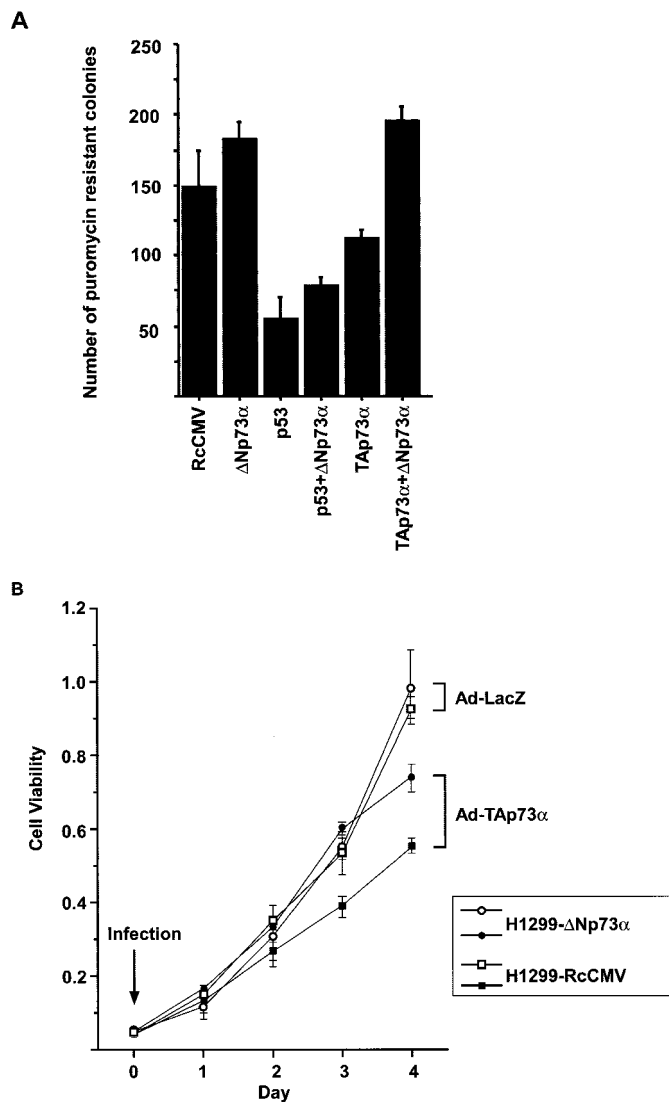 A
Number of puromycin resistant colonies
250
200
150
100
50
RcCMV
ΔNp73α
p53
p53+ΔNp73α
TAp73α
TAp73α+ΔNp73α
B
Cell Viability
1.2
1.0
0.8
0.6
0.4
0.2
Infection
Ad-LacZ
Ad-TAp73α
H1299-ΔNp73α
H1299-RcCMV
0 1 2 3 4
Day